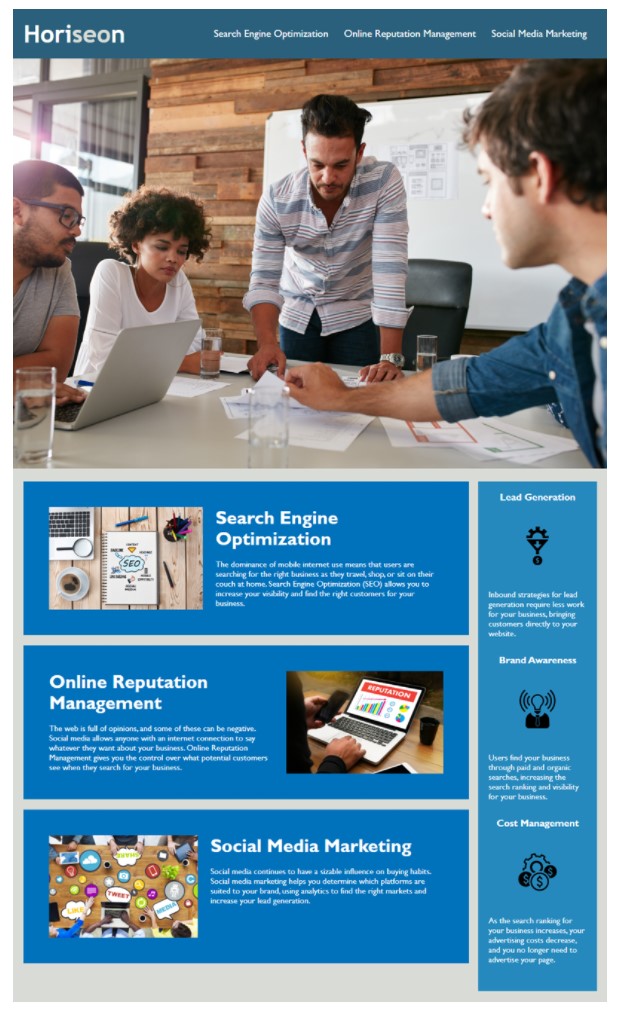 Horiseon
Search Engine Optimization
Online Reputation Management
Social Media Marketing
Search Engine
Optimization
The dominance of mobile internet use means that users are
searching for the right business as they travel, shop, or sit on their
couch at home. Search Engine Optimization (SEO) allows you to
increase your visibility and find the right customers for your
business.
SEO
Online Reputation
Management
The web is full of opinions, and some of these can be negative.
Social media allows anyone with an internet connection to say
whatever they want about your business. Online Reputation
Management gives you the control over what potential customers
see when they search for your business.
REPUTATION
Social Media Marketing
Social media continues to have a sizable influence on buying habits.
Social media marketing helps you determine which platforms are
suited to your brand, using analytics to find the right markets and
increase your lead generation.
TWEET
LIKE
MEDIA
Lead Generation
Inbound strategies for lead
generation require less work
for your business, bringing
customers directly to your
website.
Brand Awareness
Users find your business
through paid and organic
searches, increasing the
search ranking and visibility
for your business.
Cost Management
As the search ranking for
your business increases, your
advertising costs decrease,
and you no longer need to
advertise your page.